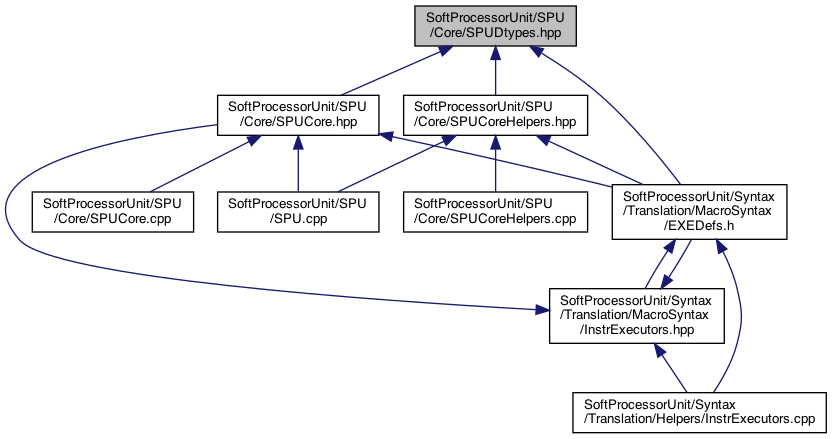 SoftProcessorUnit/SPU
/Core/SPUDtypes.hpp
SoftProcessorUnit/SPU
/Core/SPUCore.hpp
SoftProcessorUnit/SPU
/Core/SPUCoreHelpers.hpp
SoftProcessorUnit/SPU
/Core/SPUCore.cpp
SoftProcessorUnit/SPU
/SPU.cpp
SoftProcessorUnit/SPU
/Core/SPUCoreHelpers.cpp
SoftProcessorUnit/Syntax
/Translation/MacroSyntax
/EXEDefs.h
SoftProcessorUnit/Syntax
/Translation/MacroSyntax
/InstrExecutors.hpp
SoftProcessorUnit/Syntax
/Translation/Helpers/InstrExecutors.cpp